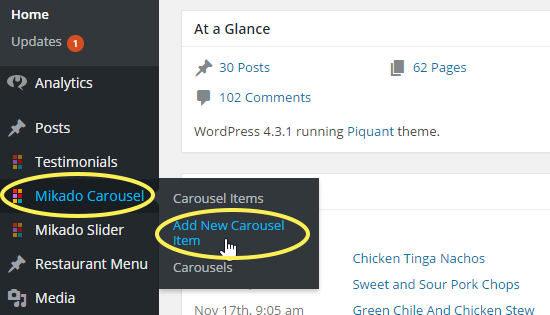 Home
Updates 1
Analytics
Posts
Testimonials
Mikado Carousel
Mikado Slider
Restaurant Menu
Media
Carousel Items
Add New Carousel
Item
Carousels
At a Glance
30 Posts
62 Pages
102 Comments
WordPress 4.3.1 running Piquant theme.
Chicken Tinga Nachos
Sweet and Sour Pork Chops
Nov 17th, 9:05 am
Green Chile And Chicken Stew